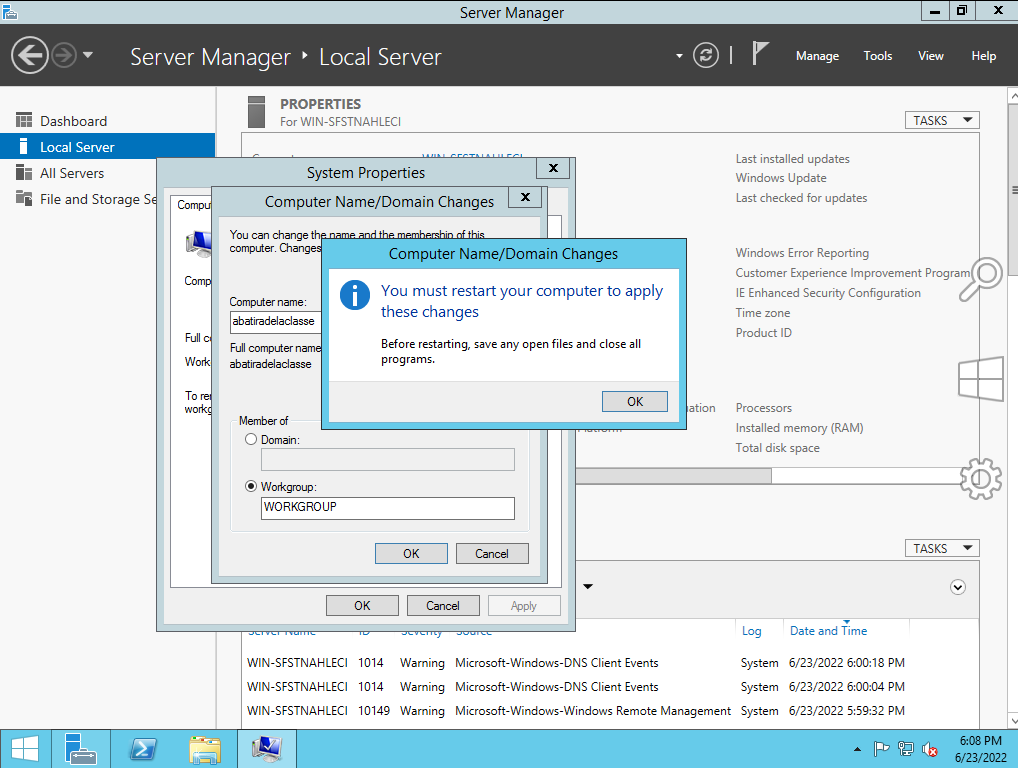 Server Manager
Server Manager • Local Server
Manage Tools View Help
Dashboard
Local Server
All Servers
File and Storage Se
PROPERTIES
For WIN-SFSTNAHLECI
TASKS
Last installed updates
Windows Update
Last checked for updates
Windows Error Reporting
Customer Experience Improvement Program
IE Enhanced Security Configuration
Time zone
Product ID
Processors
Installed memory (RAM)
Total disk space
System Properties
Computer Name/Domain Changes
You can change the name and the membership of this
computer. Changes
Computer name:
abatiradelaclasse
Full computer name
abatiradelaclasse
Member of
Domain:
Workgroup:
WORKGROUP
OK Cancel
OK Cancel Apply
Computer Name/Domain Changes
You must restart your computer to apply
these changes
Before restarting, save any open files and close all
programs.
OK
TASKS
Server Name ID Severity Source Log Date and Time
WIN-SFSTNAHLECI 1014 Warning Microsoft-Windows-DNS Client Events System 6/23/2022 6:00:18 PM
WIN-SFSTNAHLECI 1014 Warning Microsoft-Windows-DNS Client Events System 6/23/2022 6:00:04 PM
WIN-SFSTNAHLECI 10149 Warning Microsoft-Windows-Windows Remote Management System 6/23/2022 5:59:32 PM
6:08 PM
6/23/2022